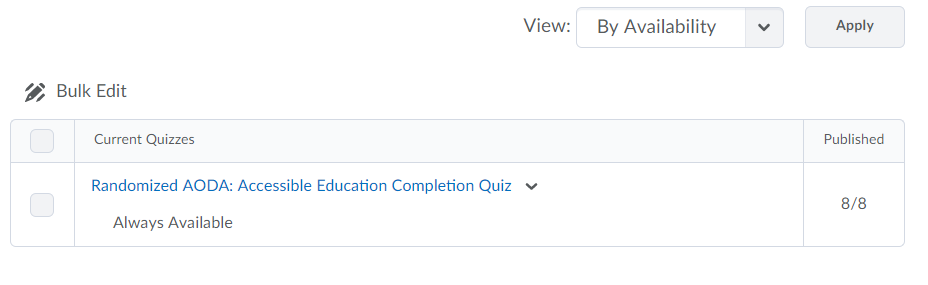 View: By Availability Apply
Bulk Edit
Current Quizzes Published
Randomized AODA: Accessible Education Completion Quiz
8/8
Always Available